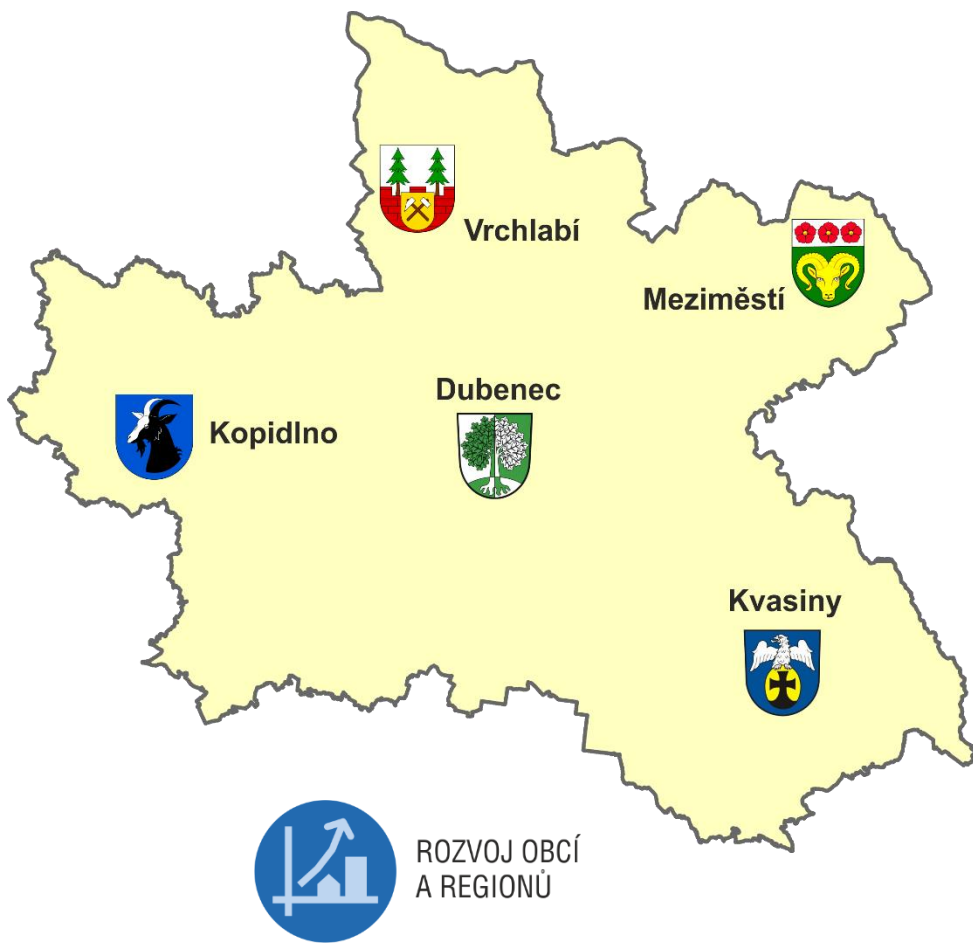 Vrchlabí
Meziměstí
Dubenec
Kopidlno
Kvasiny
ROZVOJ OBCÍ
A REGIONŮ